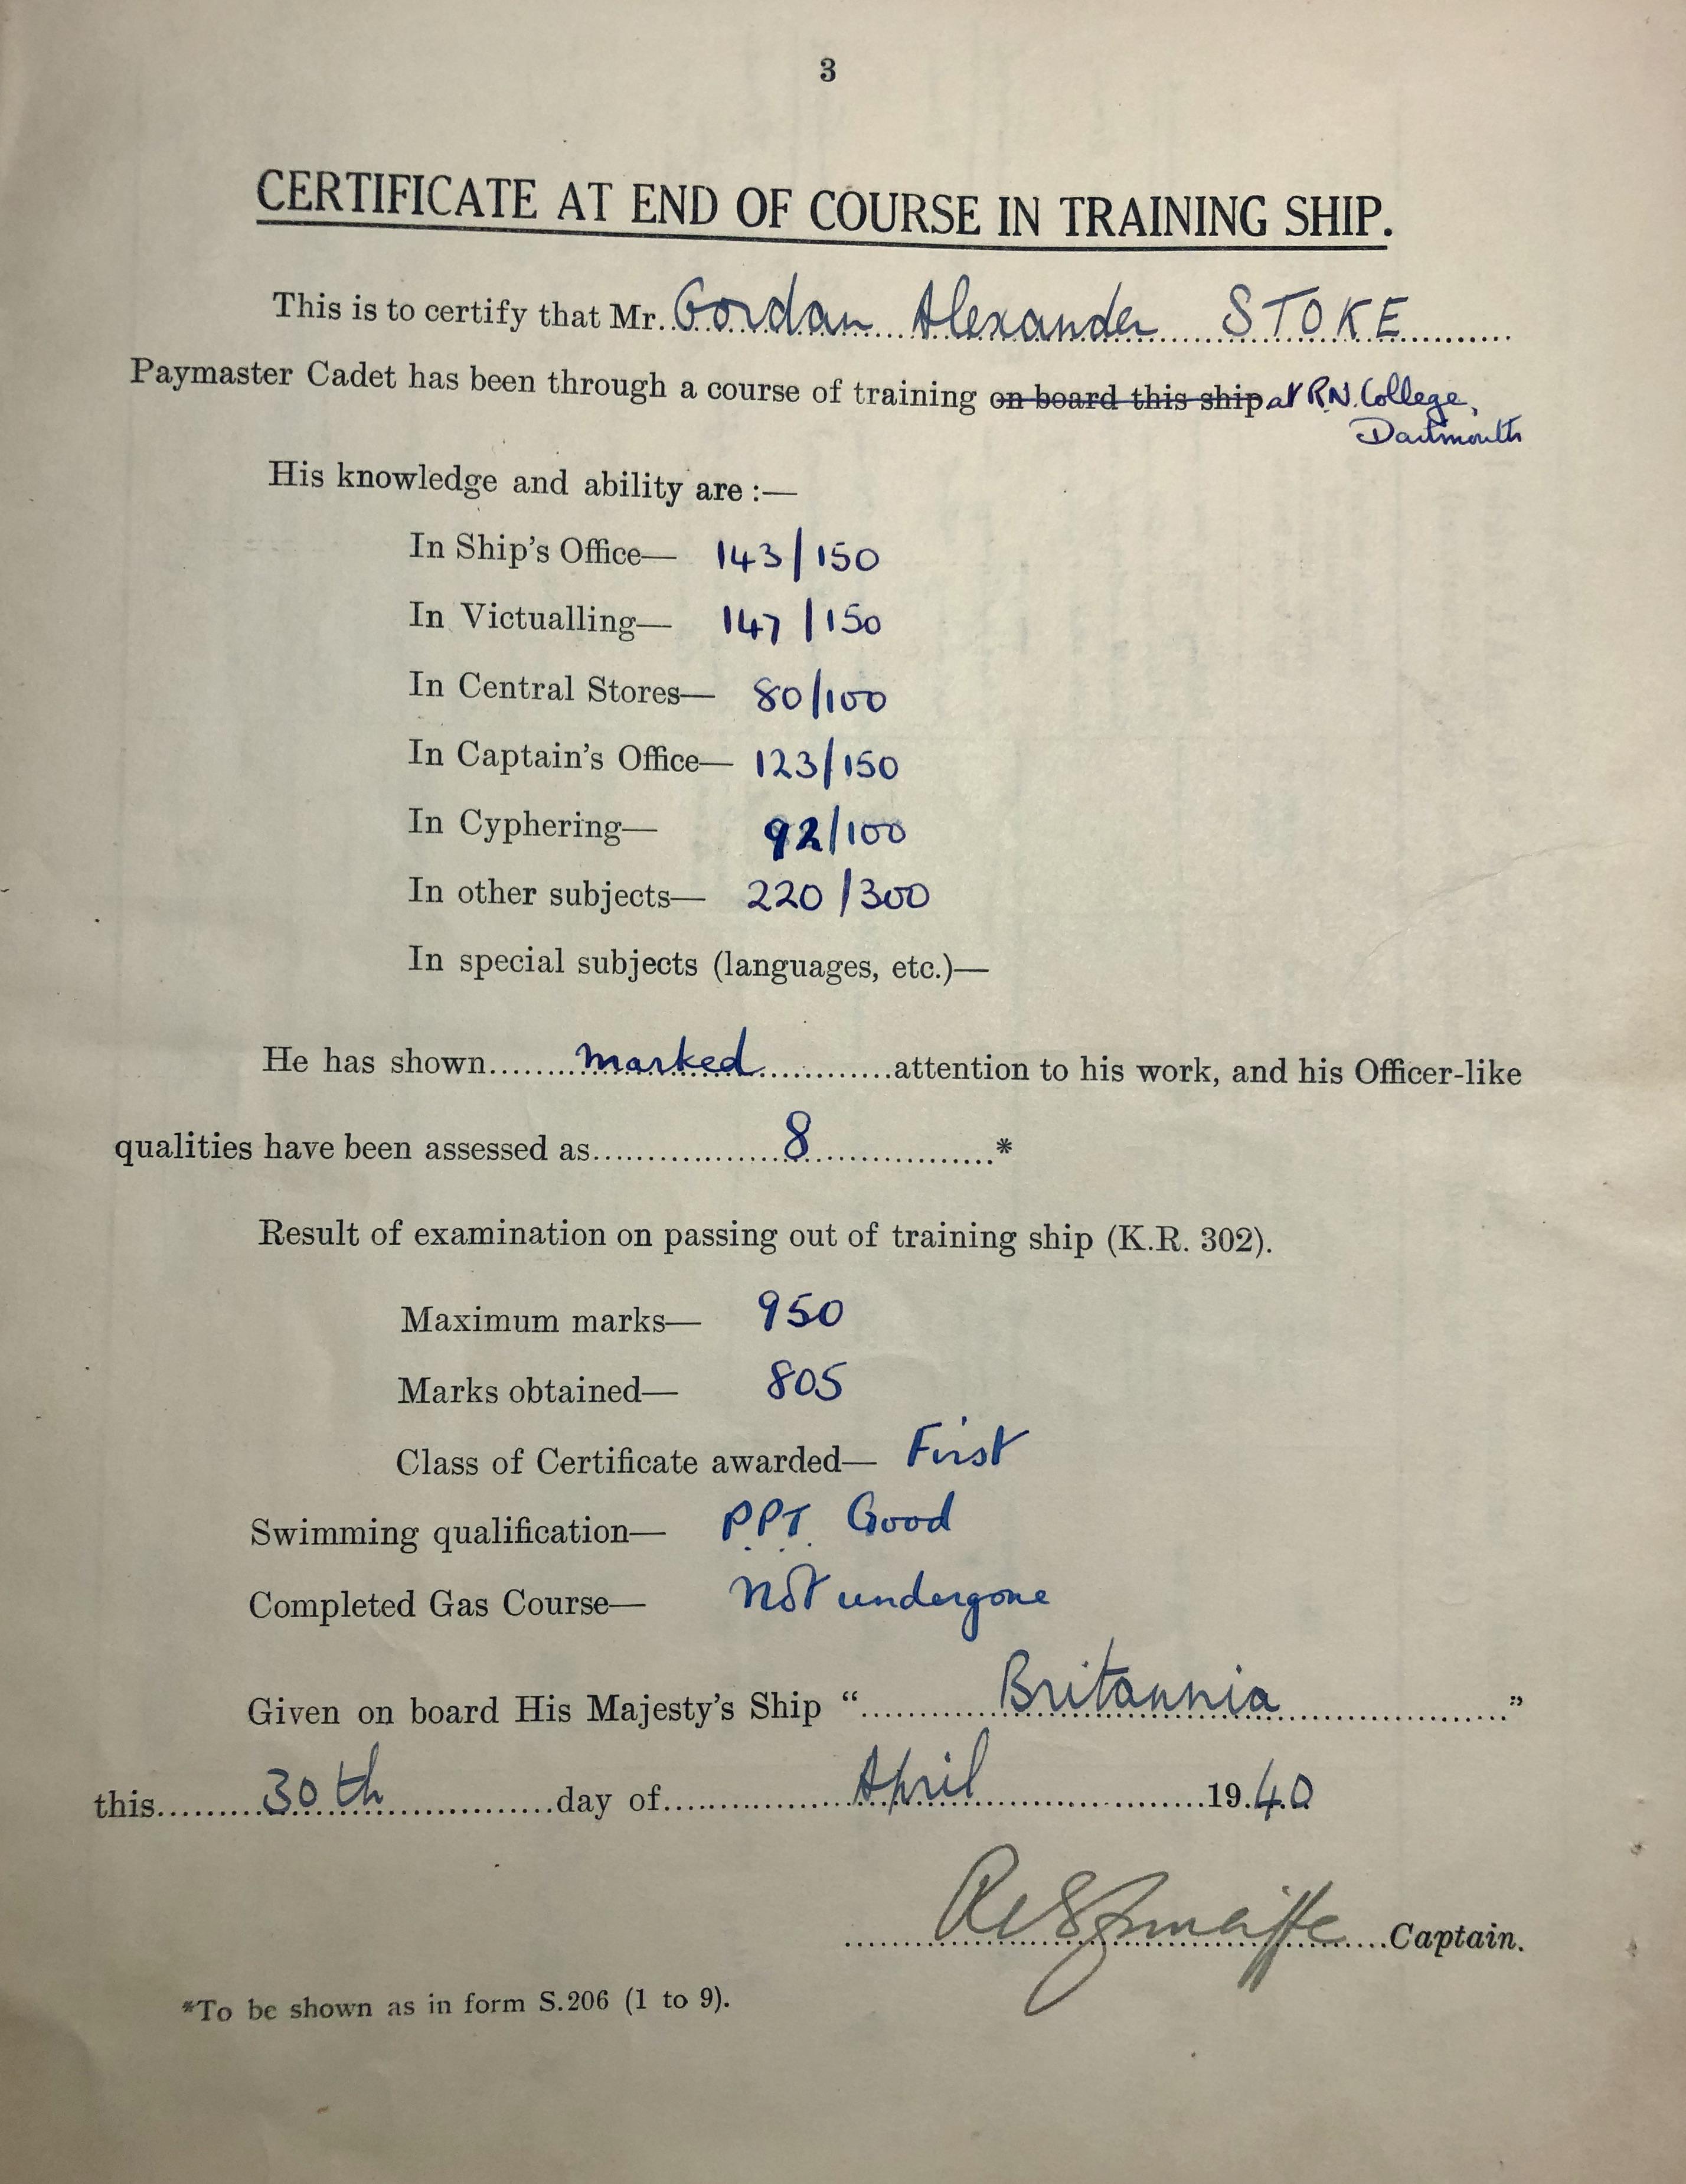 3
CERTIFICATE AT END OF COURSE IN TRAINING SHIP.
This is to certify that Mr. Gordan Alexander STOKE
Paymaster Cadet has been through a course of training on board this ship at R.N. College,
Dartmouth
His knowledge and ability are :—
In Ship's Office— 143/150
In Victualling— 147/150
In Central Stores— 80/100
In Captain's Office— 123/150
In Cyphering— 92/100
In other subjects— 220/300
In special subjects (languages, etc.)—
He has shown marked attention to his work, and his Officer-like
qualities have been assessed as 8 *
Result of examination on passing out of training ship (K.R. 302).
Maximum marks— 950
Marks obtained— 805
Class of Certificate awarded— First
Swimming qualification— P.P.T. Good
Completed Gas Course— Not undergone
Given on board His Majesty's Ship “ Britannia ”
this 30th day of April 1940
Captain.
*To be shown as in form S.206 (1 to 9).